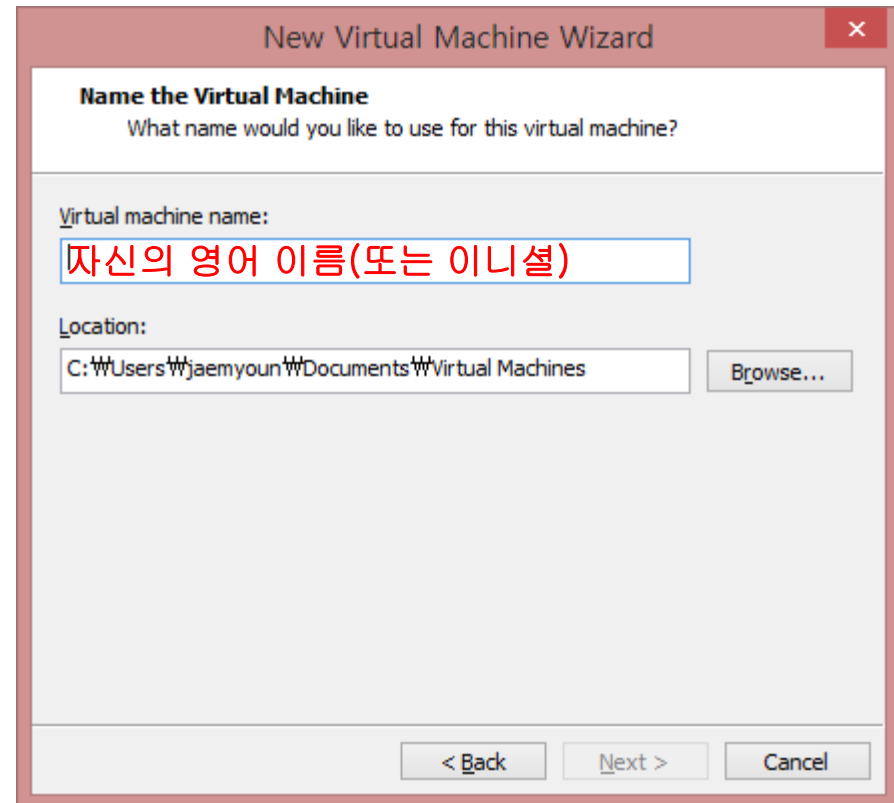 New Virtual Machine Wizard
Name the Virtual Machine
What name would you like to use for this virtual machine?
Virtual machine name:
자신의 영어 이름(또는 이니셜)
Location:
C:₩Users₩jaemyoun₩Documents₩Virtual Machines
Browse...
< Back
Next >
Cancel